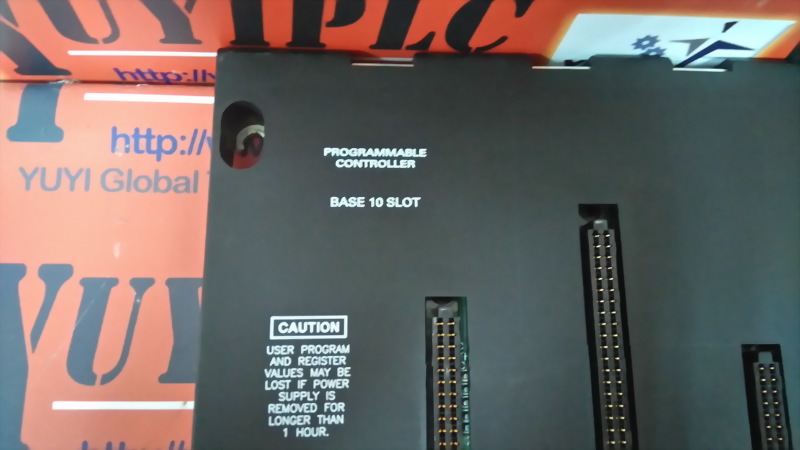 YUYIPLC
http://
http://
YUYI Global
YUYI
PROGRAMMABLE
CONTROLLER
BASE 10 SLOT
CAUTION
USER PROGRAM
AND REGISTER
VALUES MAY BE
LOST IF POWER
SUPPLY IS
REMOVED FOR
LONGER THAN
1 HOUR.